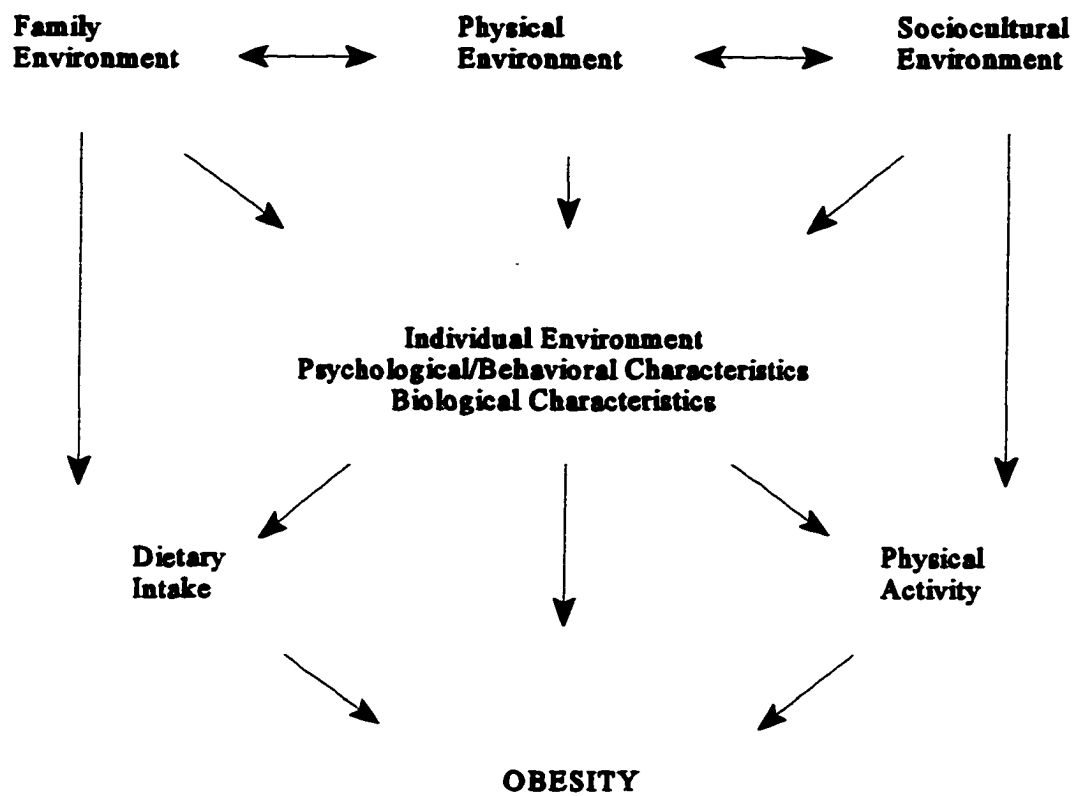 Family
Environment
Physical
Environment
Sociocultural
Environment
Individual Environment
Psychological/Behavioral Characteristics
Biological Characteristics
Dietary
Intake
Physical
Activity
OBESITY